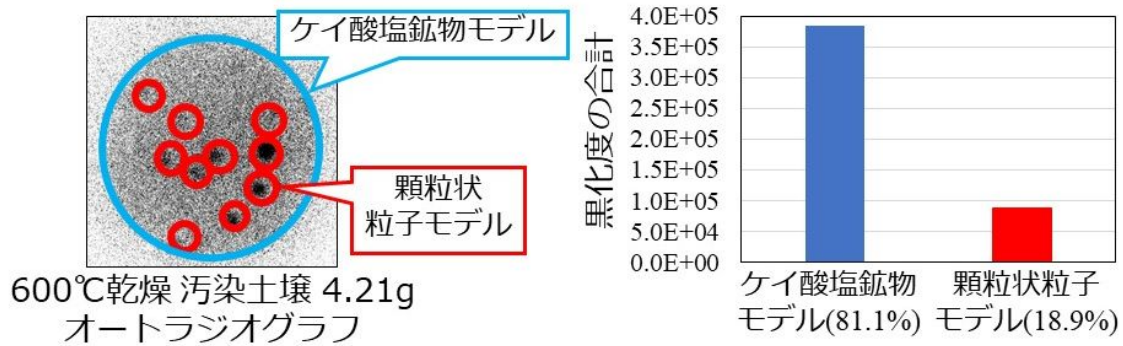 ケイ酸塩鉱物モデル
顆粒状
粒子モデル
600℃乾燥 汚染土壌 4.21g
オートラジオグラフ
黒化度の合計
4.0E+05
3.5E+05
3.0E+05
2.5E+05
2.0E+05
1.5E+05
1.0E+05
5.0E+04
0.0E+00
ケイ酸塩鉱物
モデル(81.1%)
顆粒状粒子
モデル(18.9%)